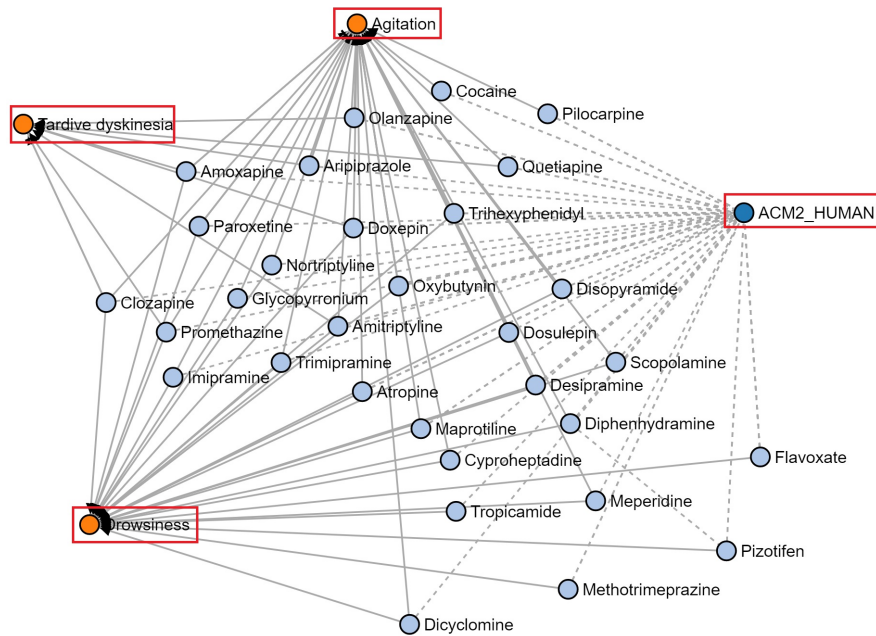 Agitation
Cocaine
Pilocarpine
Olanzapine
Tardive dyskinesia
Amoxapine
Aripiprazole
Quetiapine
Paroxetine
Doxepin
Trihexyphenidyl
ACM2_HUMAN
Nortriptyline
Clozapine
Glycopyrronium
Oxybutynin
Disopyramide
Promethazine
Amitriptyline
Dosulepin
Imipramine
Trimipramine
Scopolamine
Atropine
Desipramine
Maprotiline
Diphenhydramine
Cyproheptadine
Flavoxate
Drowsiness
Tropicamide
Meperidine
Pizotifen
Methotrimeprazine
Dicyclomine